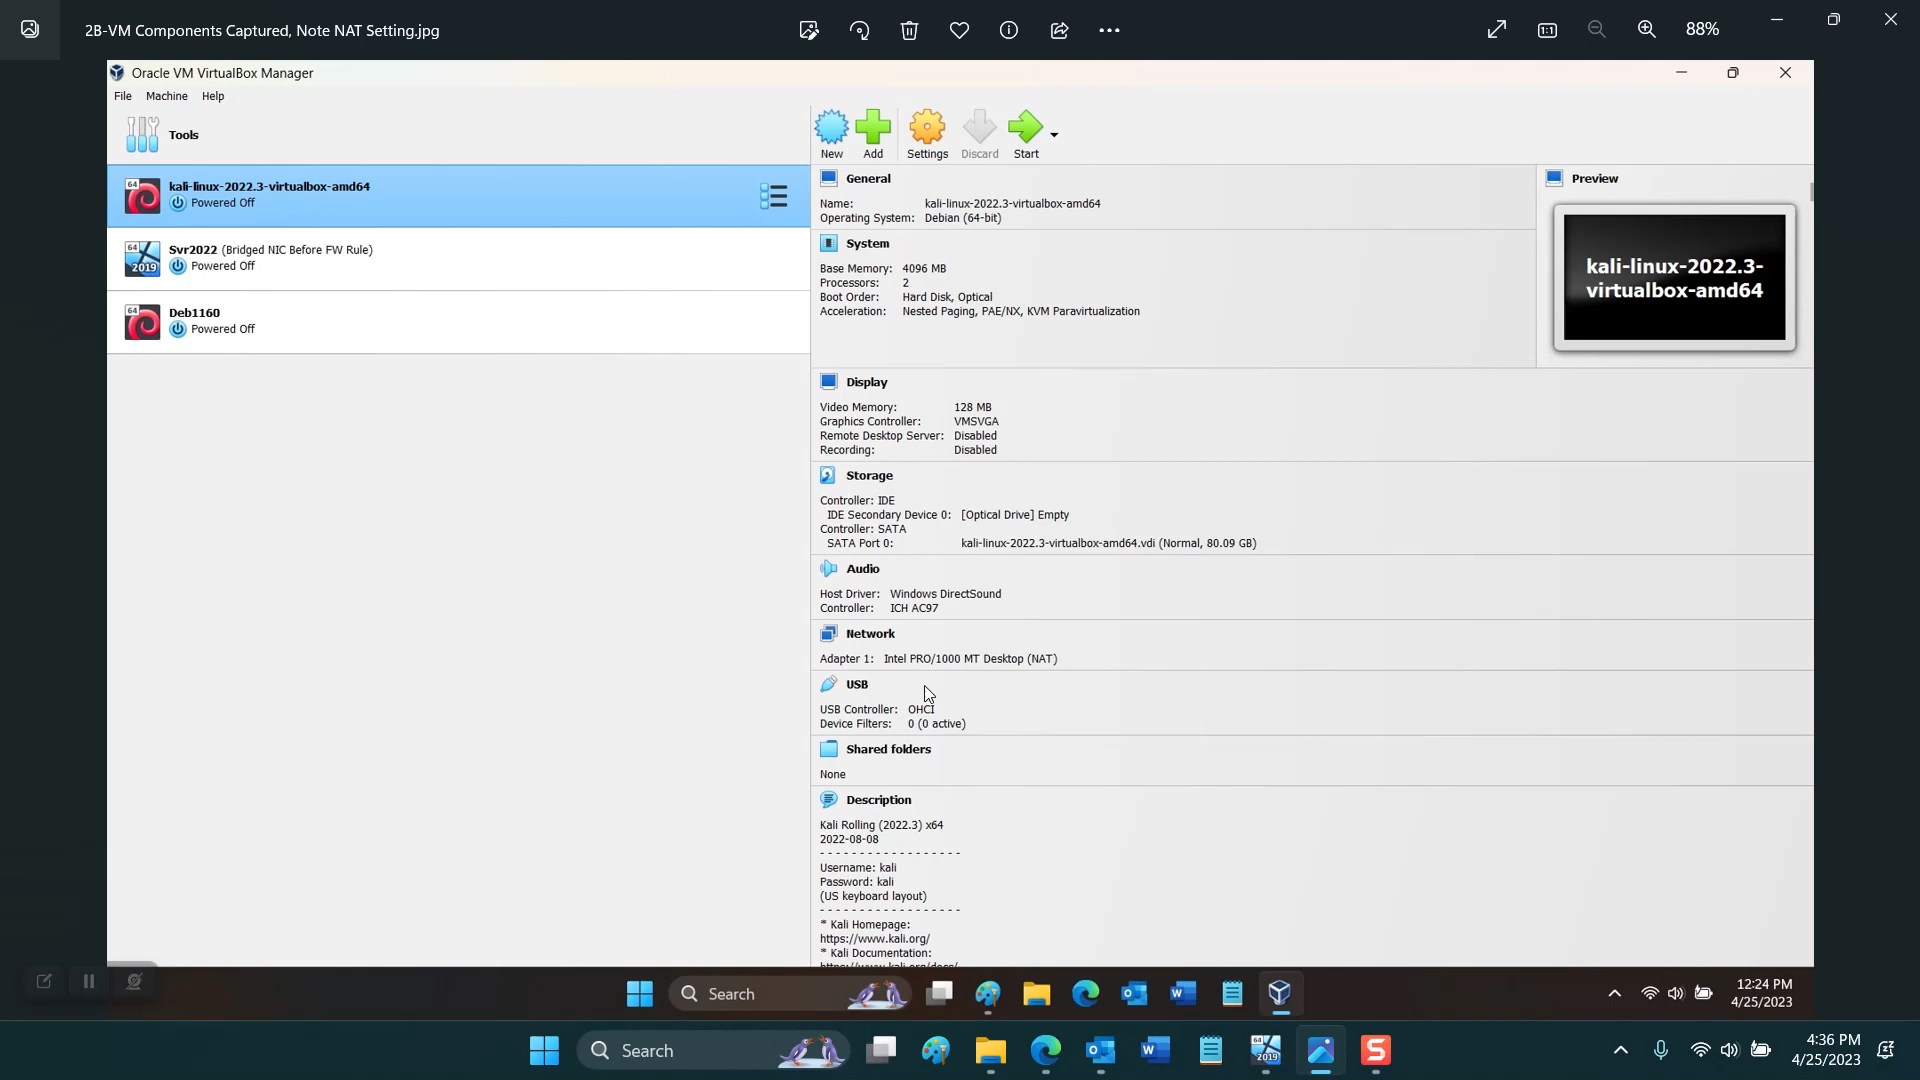 2B-VM Components Captured, Note NAT Setting.jpg
88%
Oracle VM VirtualBox Manager
File Machine Help
Tools
64
kali-linux-2022.3-virtualbox-amd64
Powered Off
64
2019
Svr2022 (Bridged NIC Before FW Rule)
Powered Off
64
Deb1160
Powered Off
New Add Settings Discard Start
General
Name: kali-linux-2022.3-virtualbox-amd64
Operating System: Debian (64-bit)
System
Base Memory: 4096 MB
Processors: 2
Boot Order: Hard Disk, Optical
Acceleration: Nested Paging, PAE/NX, KVM Paravirtualization
Preview
kali-linux-2022.3-
virtualbox-amd64
Display
Video Memory: 128 MB
Graphics Controller: VMSVGA
Remote Desktop Server: Disabled
Recording: Disabled
Storage
Controller: IDE
IDE Secondary Device 0: [Optical Drive] Empty
Controller: SATA
SATA Port 0: kali-linux-2022.3-virtualbox-amd64.vdi (Normal, 80.09 GB)
Audio
Host Driver: Windows DirectSound
Controller: ICH AC97
Network
Adapter 1: Intel PRO/1000 MT Desktop (NAT)
USB
USB Controller: OHCI
Device Filters: 0 (0 active)
Shared folders
None
Description
Kali Rolling (2022.3) x64
2022-08-08
- - - - - - - - - - - - - - - - - -
Username: kali
Password: kali
(US keyboard layout)
- - - - - - - - - - - - - - - - - -
* Kali Homepage:
https://www.kali.org/
* Kali Documentation:
https://www.kali.org/docs/
Search
12:24 PM
4/25/2023
Search
4:36 PM
4/25/2023